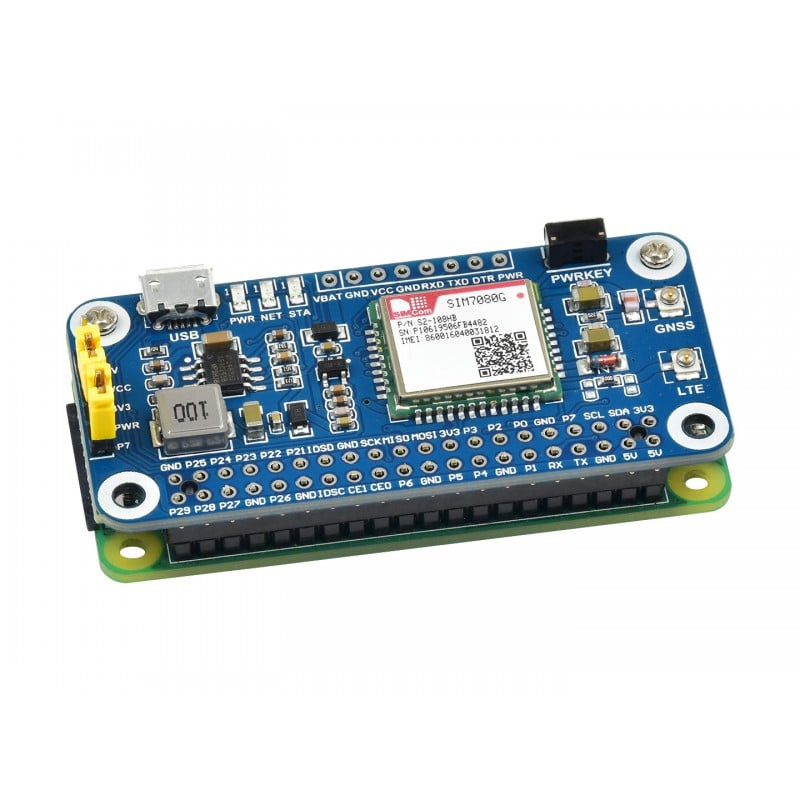 PWRKEY
VBAT GND VCC GND RXD TXD DTR PWR
USB
PWR NET STA
GNSS
LTE
SIMCom
SIM7080G
P/N S2-108HB
SN P10619506FB4482
IMEI 860016040031812
VCC
3V3
PWR
P7
100
GND P25 P24 P23 P22 P21 IDSD GND SCK MISO MOSI 3V3 P3 P2 P0 GND P7 SCL SDA 3V3
P29 P28 P27 GND P26 GND IDSC CE1 CE0 P6 GND P5 P4 GND P1 RX TX GND 5V 5V